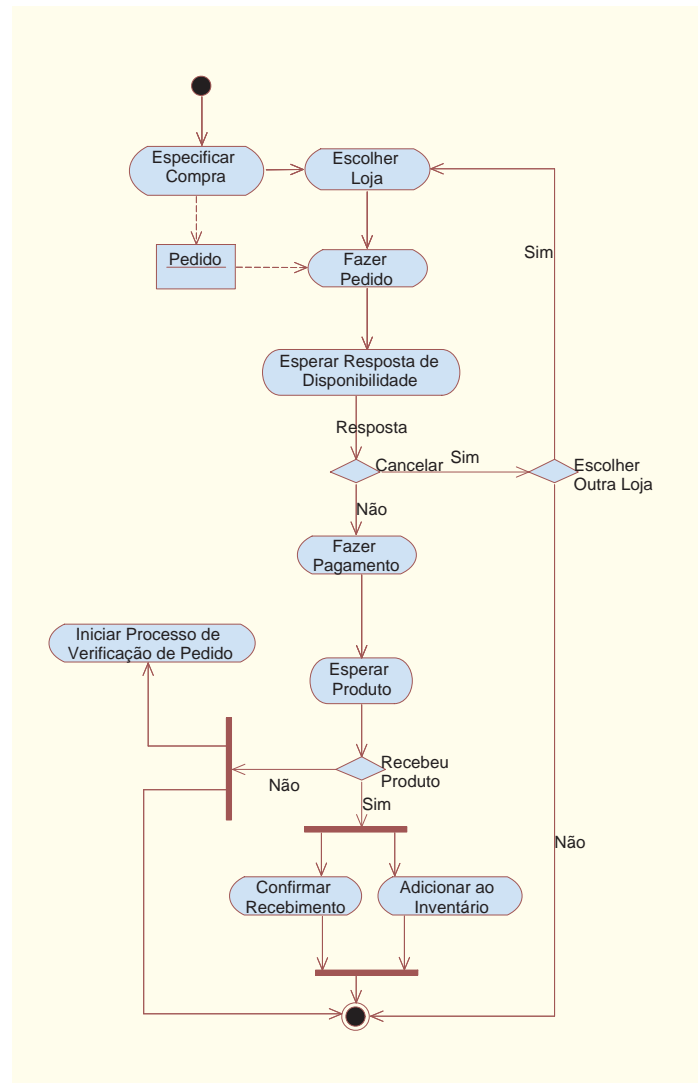 Especificar
Compra
Escolher
Loja
Pedido
Fazer
Pedido
Sim
Esperar Resposta de
Disponibilidade
Resposta
Cancelar
Sim
Escolher
Outra Loja
Não
Fazer
Pagamento
Iniciar Processo de
Verificação de Pedido
Esperar
Produto
Recebeu
Produto
Não
Sim
Não
Confirmar
Recebimento
Adicionar ao
Inventário